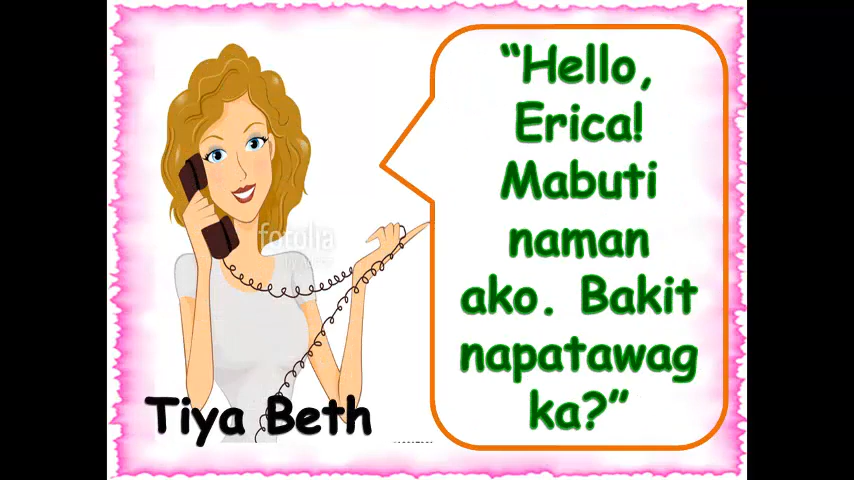 “Hello,
Erica!
Mabuti
naman
ako. Bakit
napatawag
ka?”
fotolia
Tiya Beth